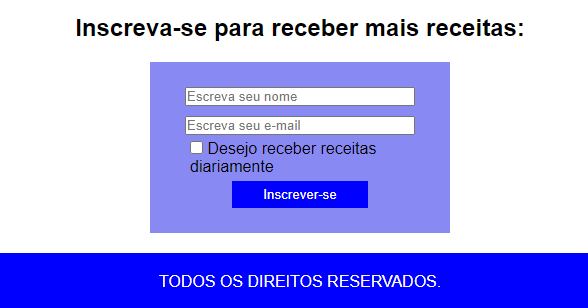 Inscreva-se para receber mais receitas:
Escreva seu nome
Escreva seu e-mail
Desejo receber receitas
diariamente
Inscrever-se
TODOS OS DIREITOS RESERVADOS.